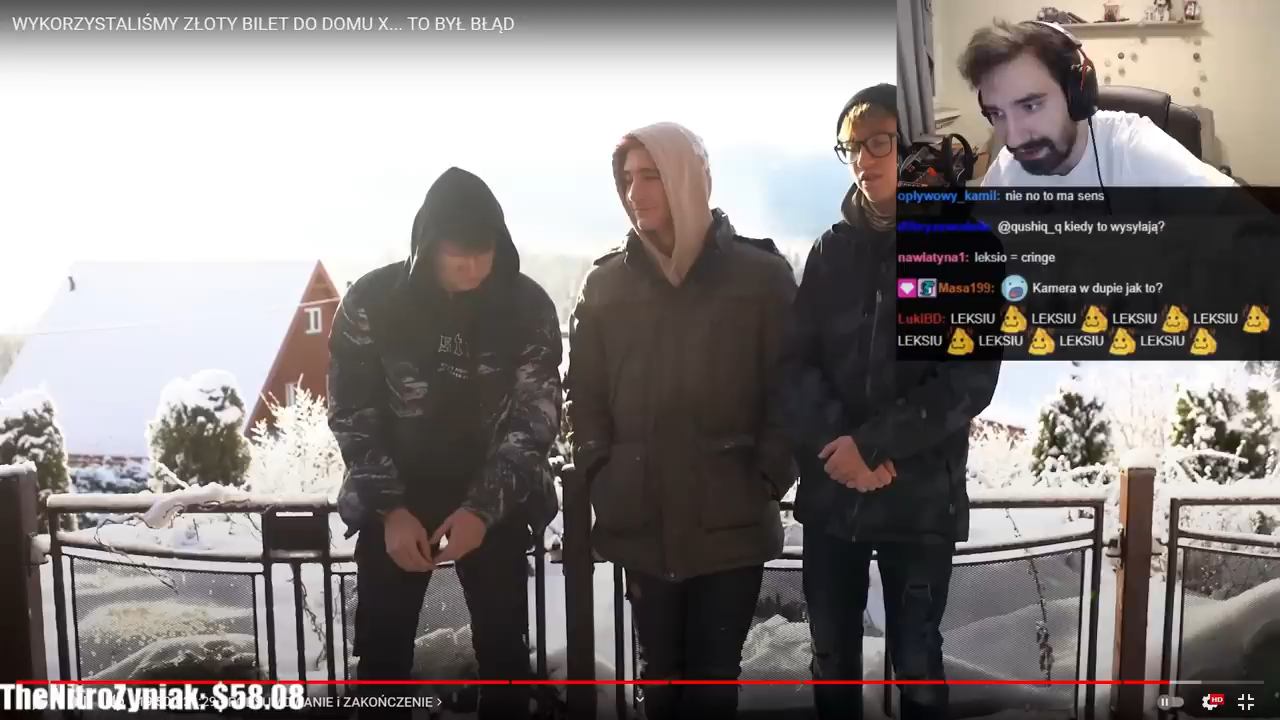 WYKORZYSTALIŚMY ZŁOTY BILET DO DOMU X... TO BYŁ BŁĄD
oplywowy_kamil: nie no to ma sens
@qushiq_q kiedy to wysyłają?
nawlatyna1: leksio = cringe
Masa199: Kamera w dupie jak to?
LukiBD: LEKSIU LEKSIU LEKSIU LEKSIU
LEKSIU LEKSIU LEKSIU LEKSIU
TheNitroZyniak: $58.08
i ZAKOŃCZENIE
HD